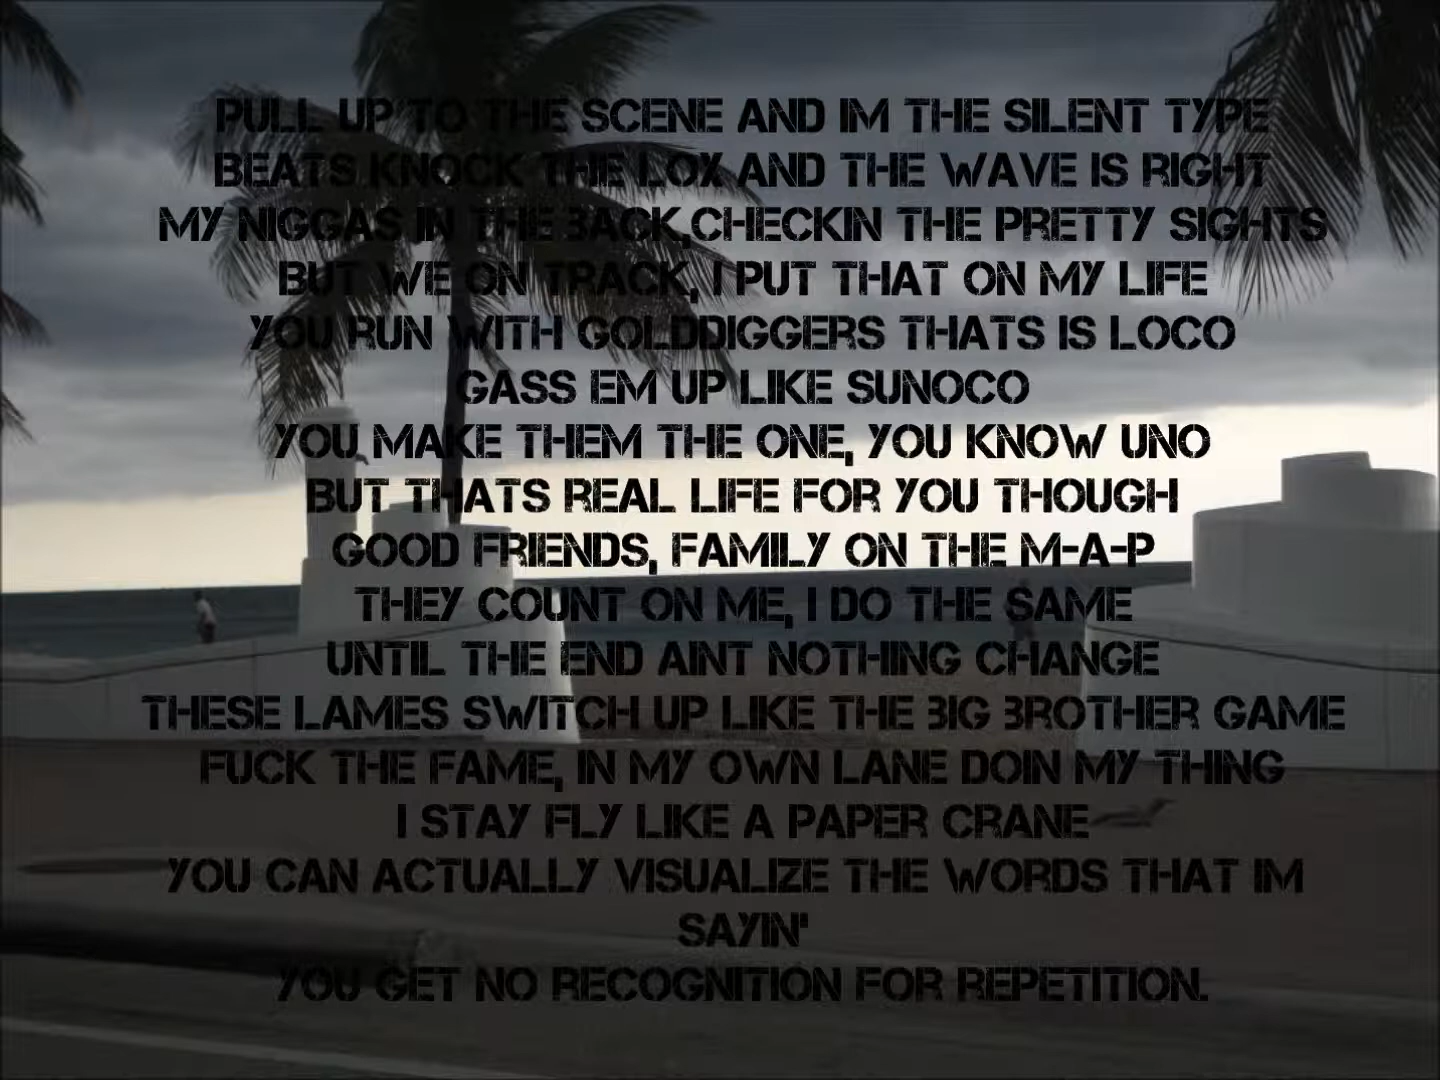 PULL UP TO THE SCENE AND IM THE SILENT TYPE
BEATS KNOCK THE LOX AND THE WAVE IS RIGHT
MY NIGGAS IN THE BACK,CHECKIN THE PRETTY SIGHTS
BUT WE ON TRACK, I PUT THAT ON MY LIFE
YOU RUN WITH GOLDDIGGERS THATS IS LOCO
GASS EM UP LIKE SUNOCO
YOU MAKE THEM THE ONE, YOU KNOW UNO
BUT THATS REAL LIFE FOR YOU THOUGH
GOOD FRIENDS, FAMILY ON THE M-A-P
THEY COUNT ON ME, I DO THE SAME
UNTIL THE END AINT NOTHING CHANGE
THESE LAMES SWITCH UP LIKE THE BIG BROTHER GAME
FUCK THE FAME, IN MY OWN LANE DOIN MY THING
I STAY FLY LIKE A PAPER CRANE
YOU CAN ACTUALLY VISUALIZE THE WORDS THAT IM
SAYIN'
YOU GET NO RECOGNITION FOR REPETITION.